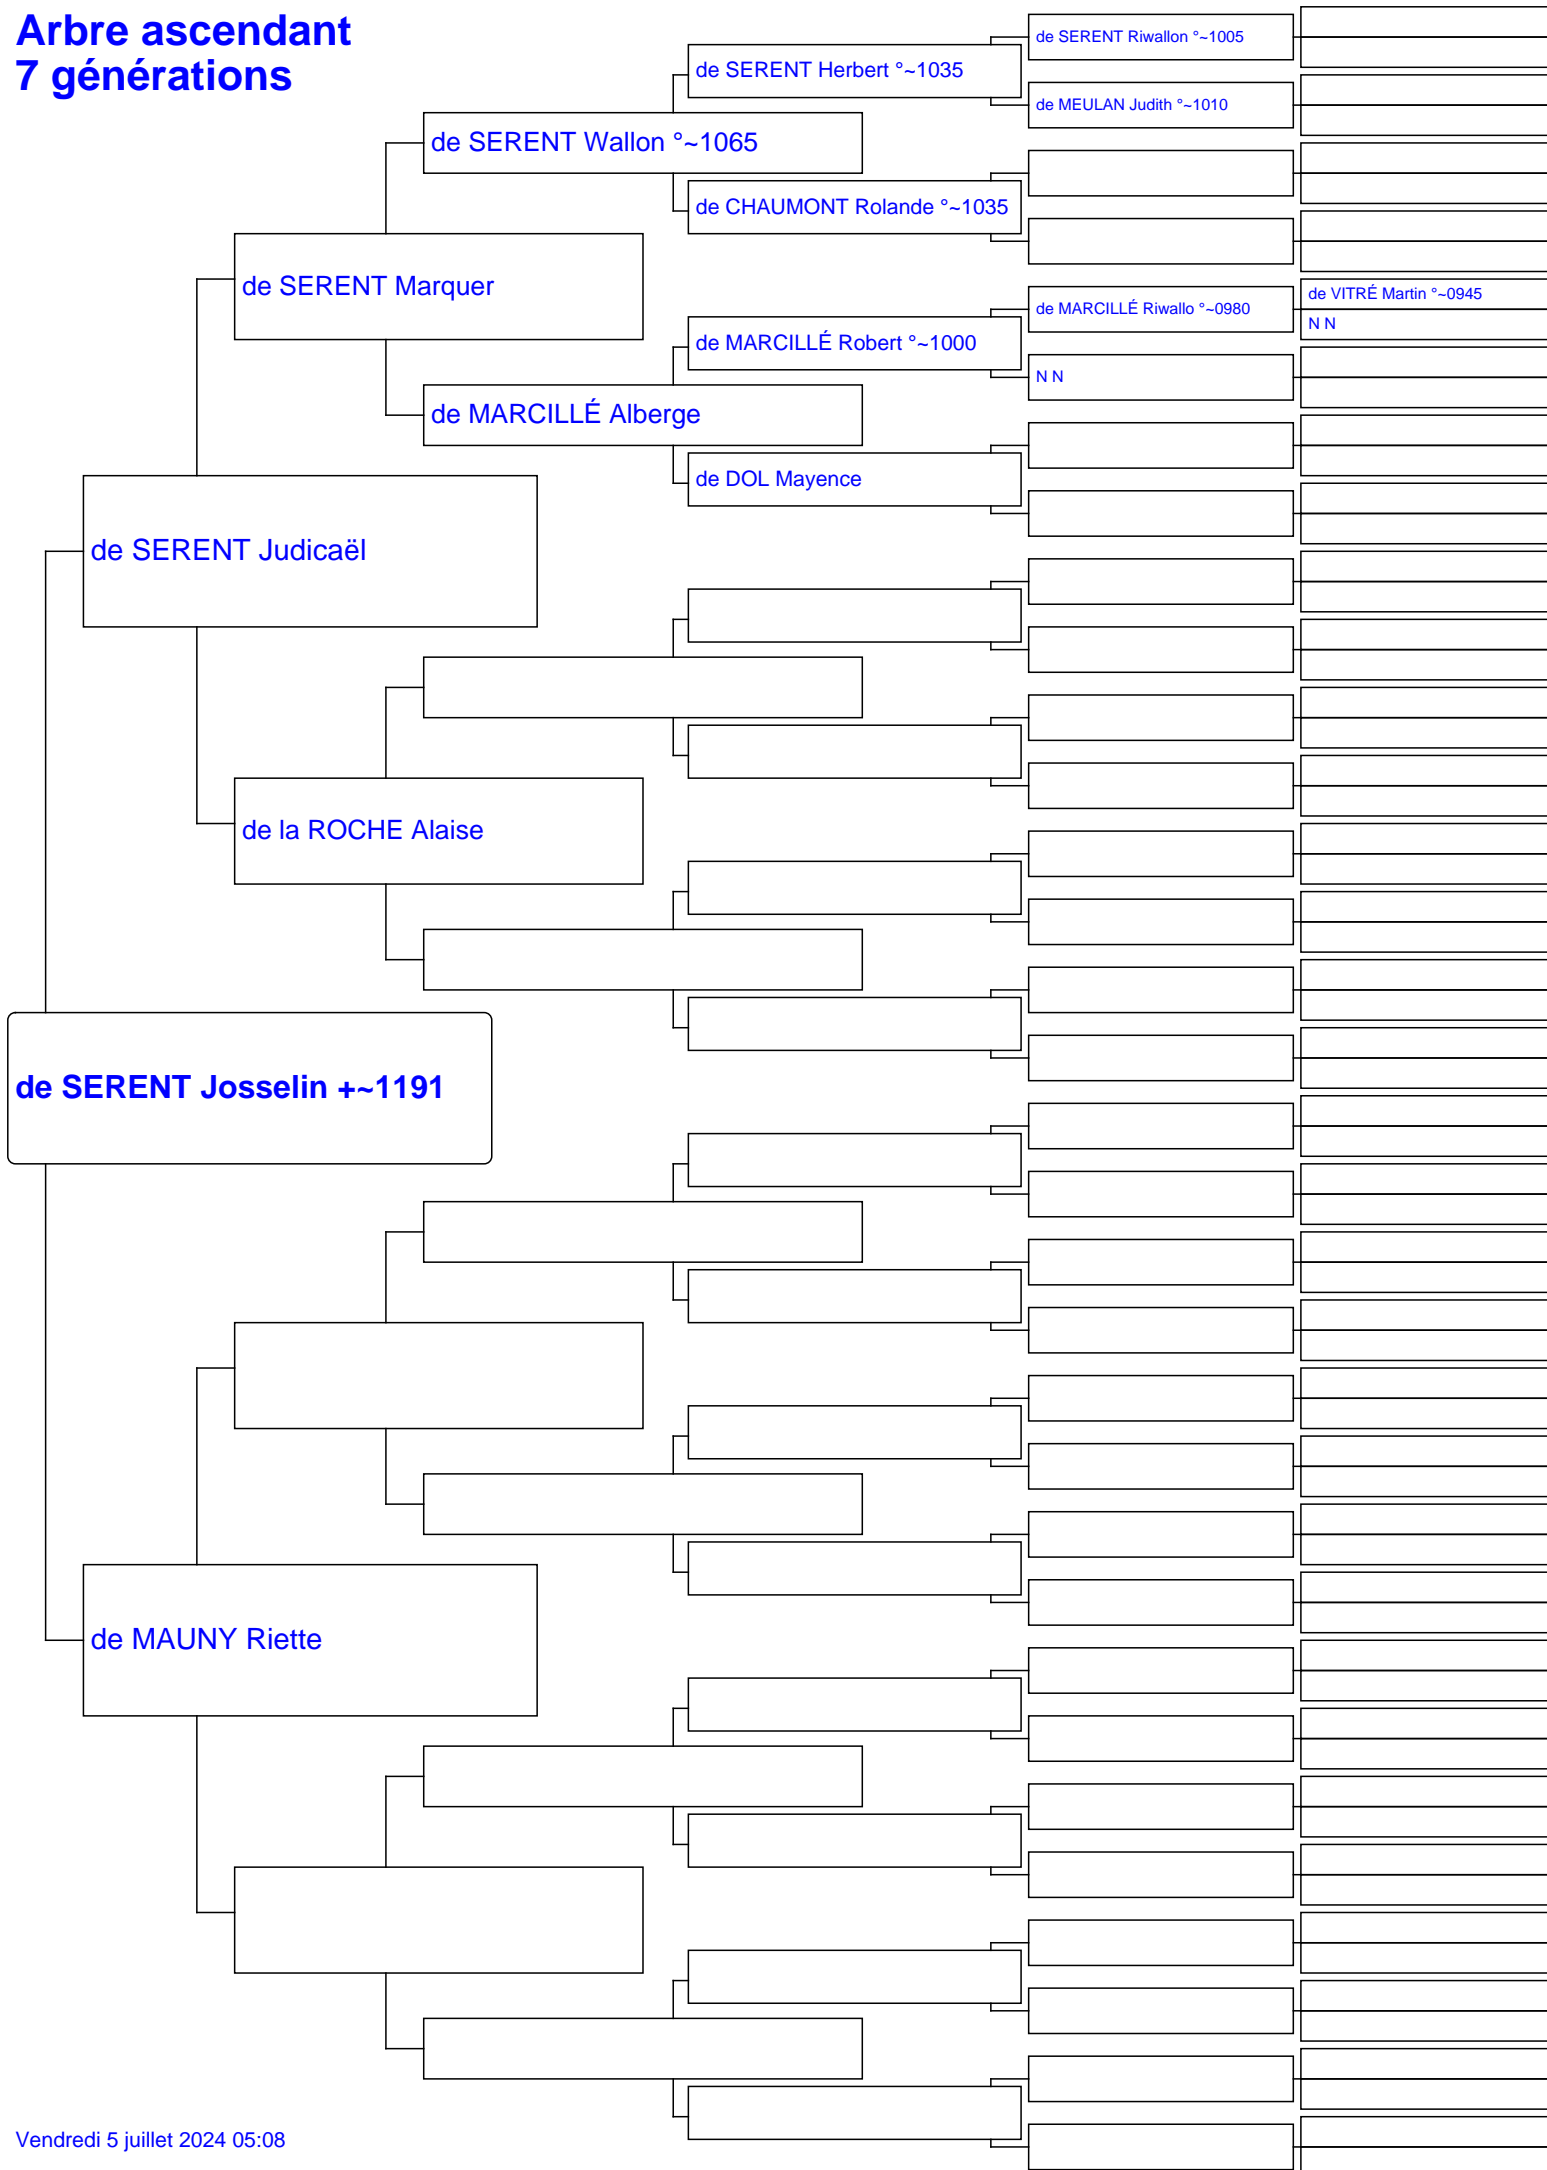 Arbre ascendant
7 générations
de SERENT Riwallon °~1005
de SERENT Herbert °~1035
de MEULAN Judith °~1010
de SERENT Wallon °~1065
de CHAUMONT Rolande °~1035
de SERENT Marquer
de MARCILLÉ Riwallo °~0980
de VITRÉ Martin °~0945
N N
de MARCILLÉ Robert °~1000
N N
de MARCILLÉ Alberge
de DOL Mayence
de SERENT Judicaël
de la ROCHE Alaise
de SERENT Josselin +~1191
de MAUNY Riette
Vendredi 5 juillet 2024 05:08